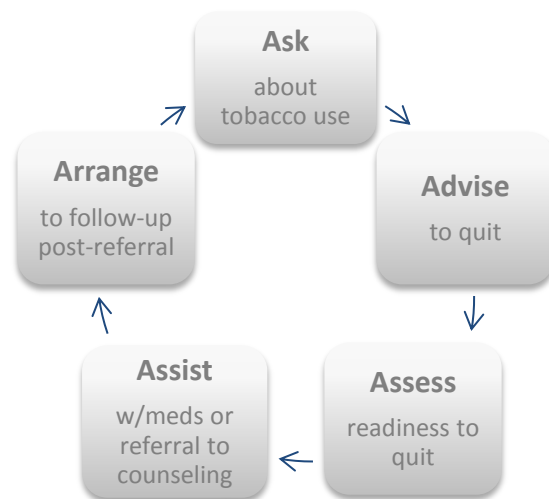 Ask
about
tobacco use
Advise
to quit
Assess
readiness to
quit
Assist
w/meds or
referral to
counseling
Arrange
to follow-up
post-referral